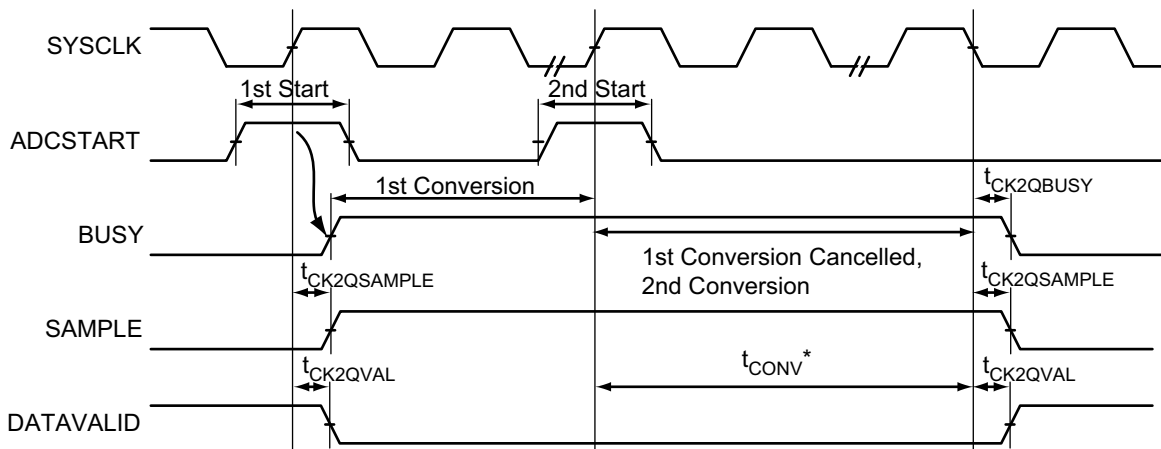 SYSCLK
1st Start
2nd Start
ADCSTART
1st Conversion
tCK2QBUSY
BUSY
tCK2QSAMPLE
1st Conversion Cancelled,
2nd Conversion
tCK2QSAMPLE
SAMPLE
tCK2QVAL
tCONV*
tCK2QVAL
DATAVALID